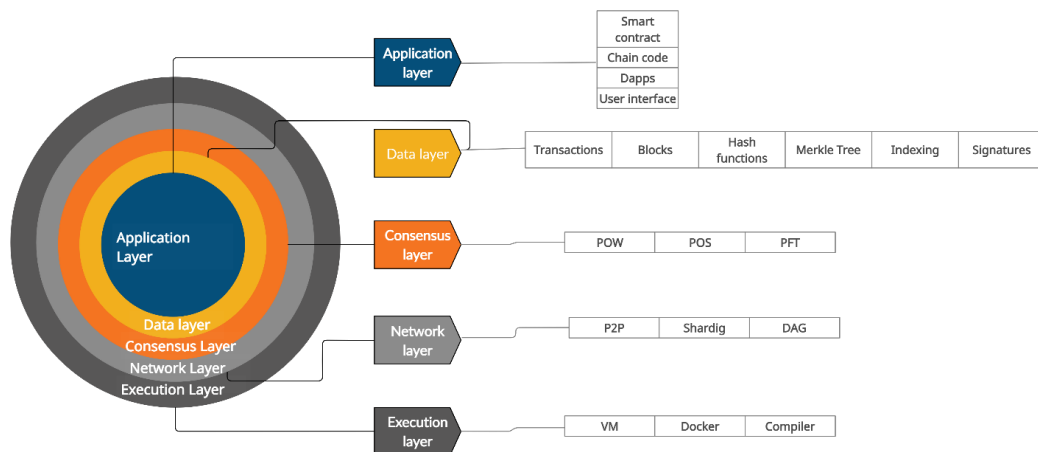 Smart
contract
Chain code
Dapps
User interface
Application
layer
Data layer
Transactions
Blocks
Hash
functions
Merkle Tree
Indexing
Signatures
Consensus
layer
POW
POS
PFT
Network
layer
P2P
Shardig
DAG
Execution
layer
VM
Docker
Compiler
Application
Layer
Data layer
Consensus Layer
Network Layer
Execution Layer